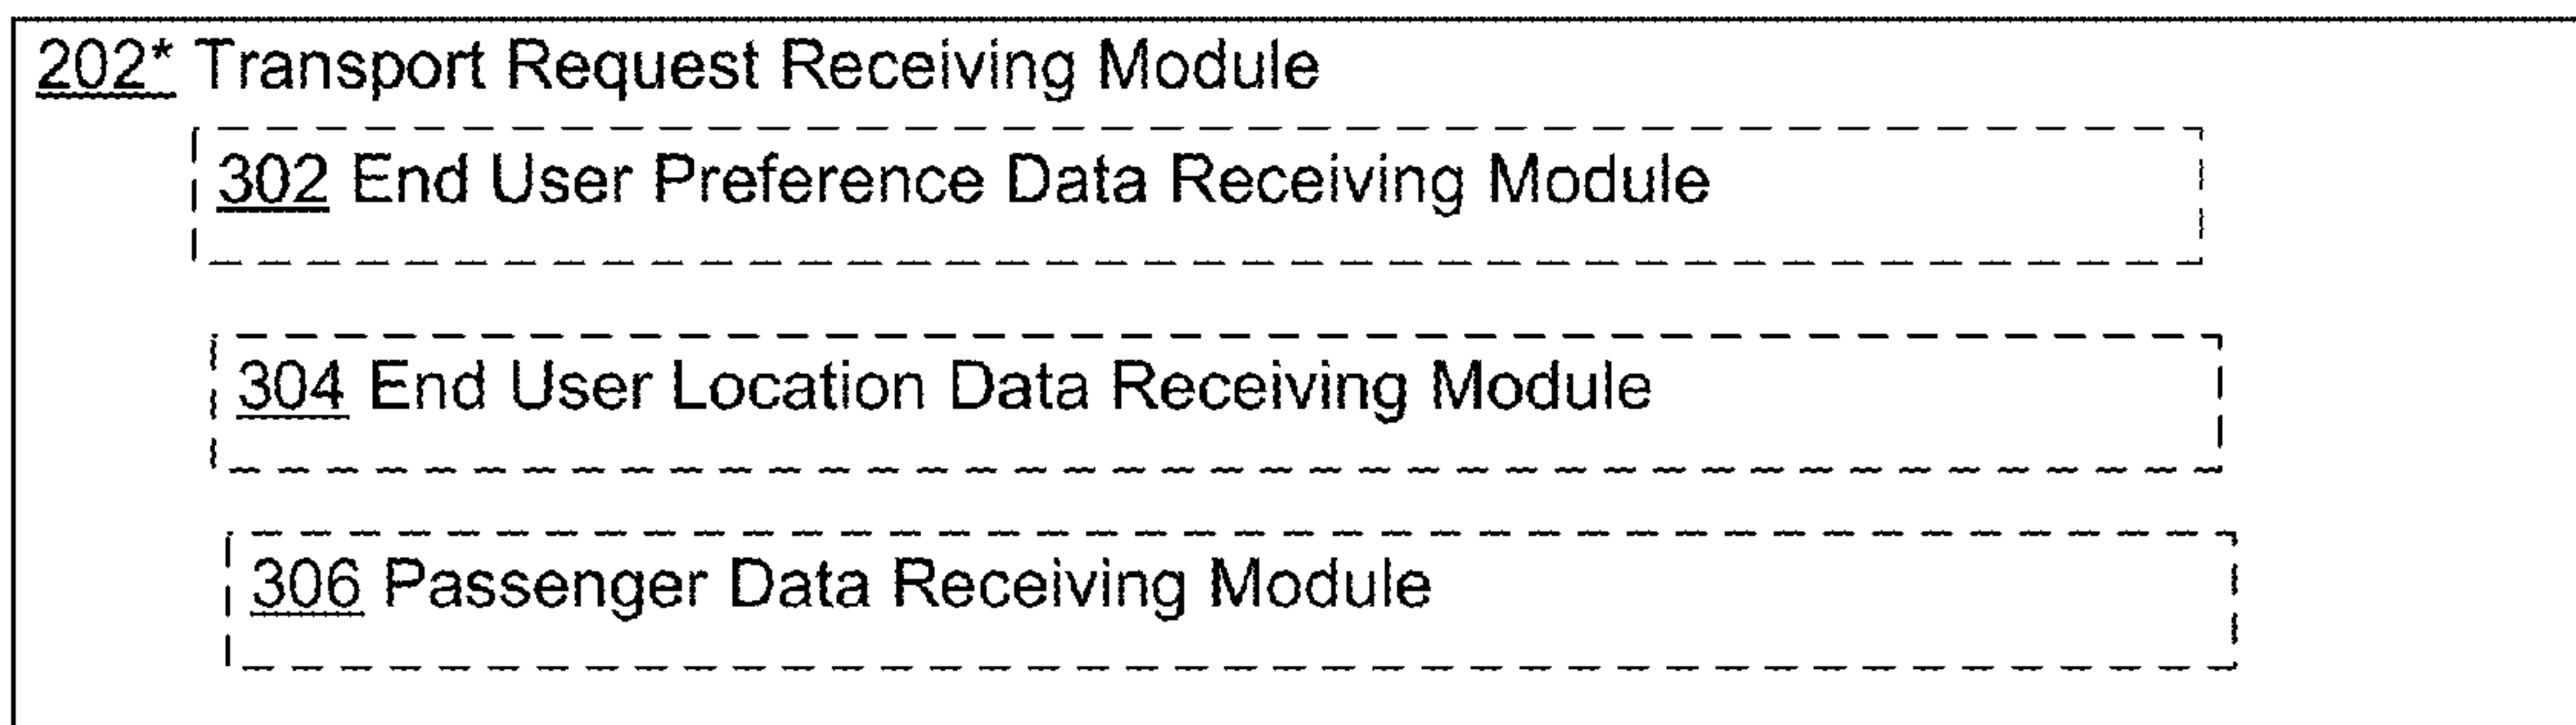 202* Transport Request Receiving Module
302 End User Preference Data Receiving Module
304 End User Location Data Receiving Module
306 Passenger Data Receiving Module